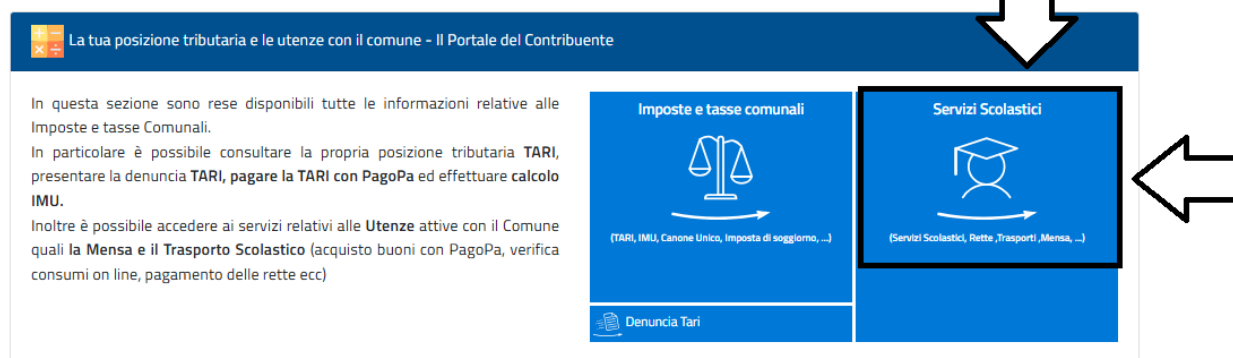 La tua posizione tributaria e le utenze con il comune - Il Portale del Contribuente
In questa sezione sono rese disponibili tutte le informazioni relative alle
Imposte e tasse Comunali.
In particolare è possibile consultare la propria posizione tributaria TARI,
presentare la denuncia TARI, pagare la TARI con PagoPa ed effettuare calcolo
IMU.
Inoltre è possibile accedere ai servizi relativi alle Utenze attive con il Comune
quali la Mensa e il Trasporto Scolastico (acquisto buoni con PagoPa, verifica
consumi on line, pagamento delle rette ecc)
Imposte e tasse comunali
(TARI, IMU, Canone Unico, Imposta di soggiorno, ...)
Denuncia Tari
Servizi Scolastici
(Servizi Scolastici, Rette ,Trasporti ,Mensa, ...)